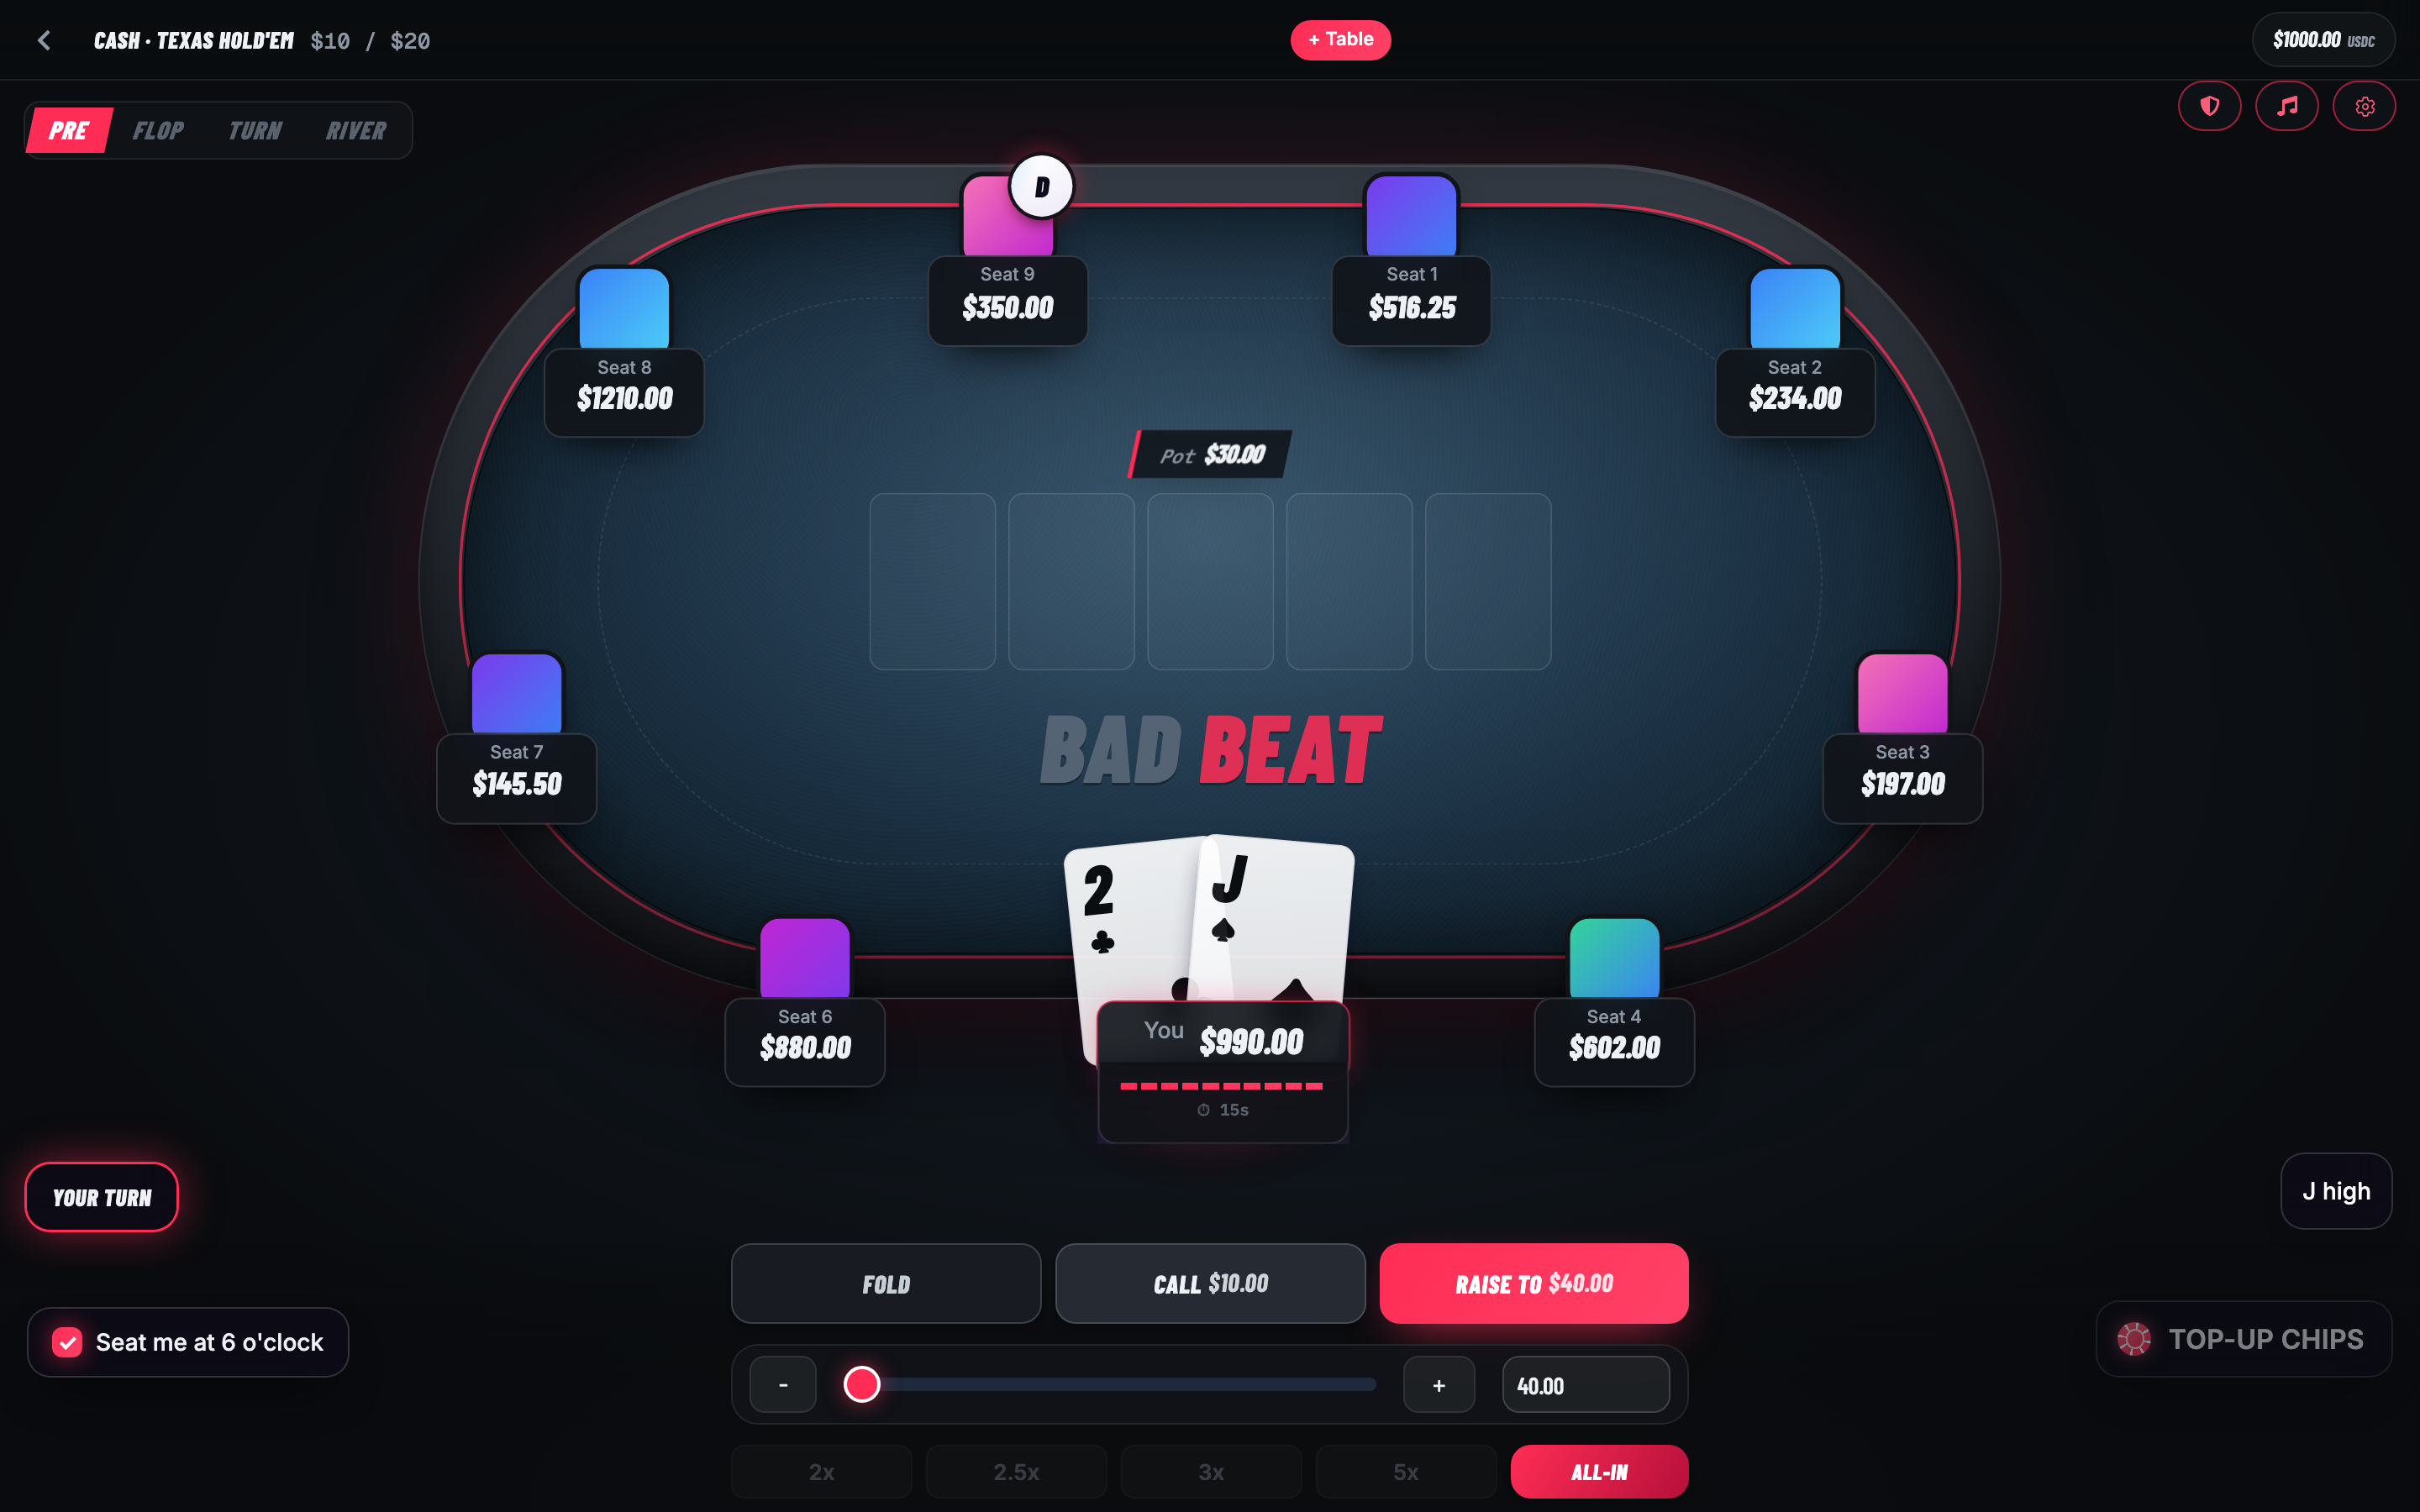 CASH · TEXAS HOLD'EM $10 / $20
+ Table
$1000.00 USDC
PRE FLOP TURN RIVER
D
Seat 9
$350.00
Seat 1
$516.25
Seat 8
$1210.00
Seat 2
$234.00
Pot $30.00
Seat 7
$145.50
BAD BEAT
Seat 3
$197.00
2
J
Seat 6
$880.00
You $990.00
15s
Seat 4
$602.00
YOUR TURN
J high
FOLD
CALL $10.00
RAISE TO $40.00
Seat me at 6 o'clock
TOP-UP CHIPS
-
+
40.00
2x
2.5x
3x
5x
ALL-IN